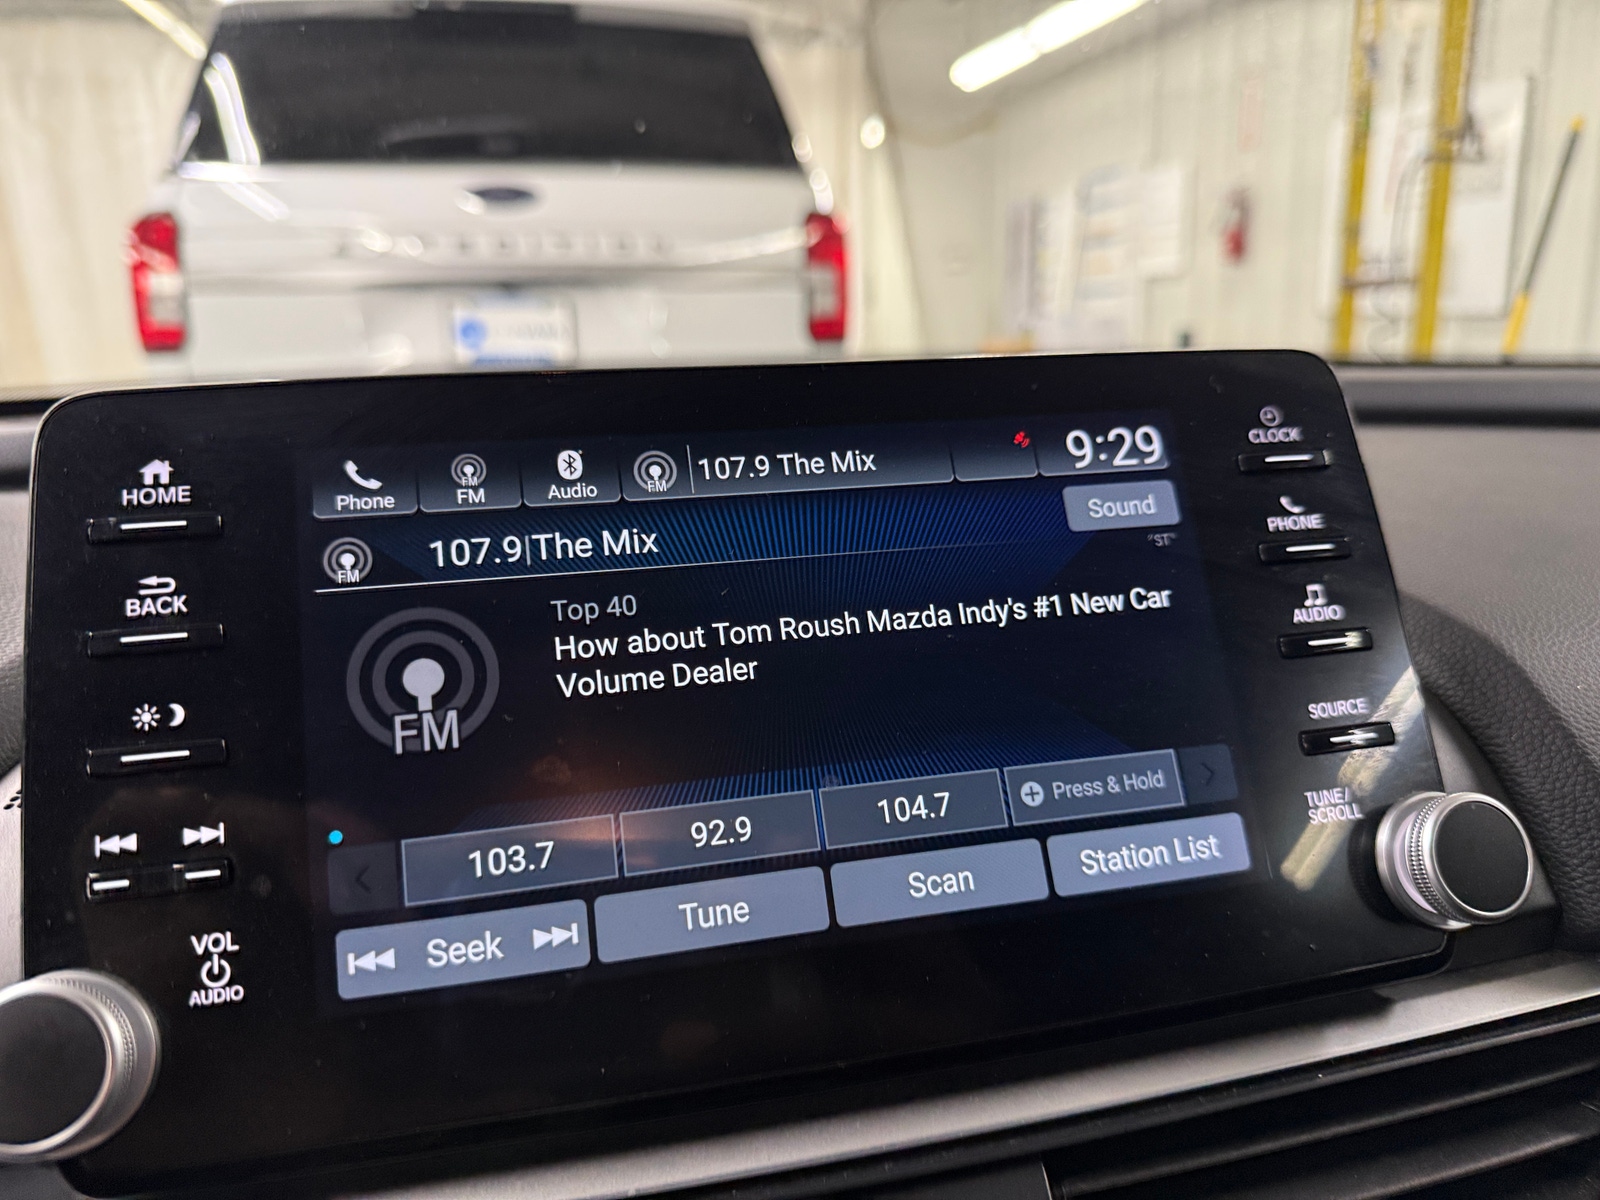 EXPEDITION
HOME
Phone
FM
FM
Audio
FM
107.9 The Mix
9:29
CLOCK
Sound
"ST"
FM
107.9|The Mix
PHONE
BACK
Top 40
How about Tom Roush Mazda Indy's #1 New Car
Volume Dealer
AUDIO
FM
SOURCE
103.7
92.9
104.7
Press & Hold
TUNE/
SCROLL
Seek
Tune
Scan
Station List
VOL
AUDIO